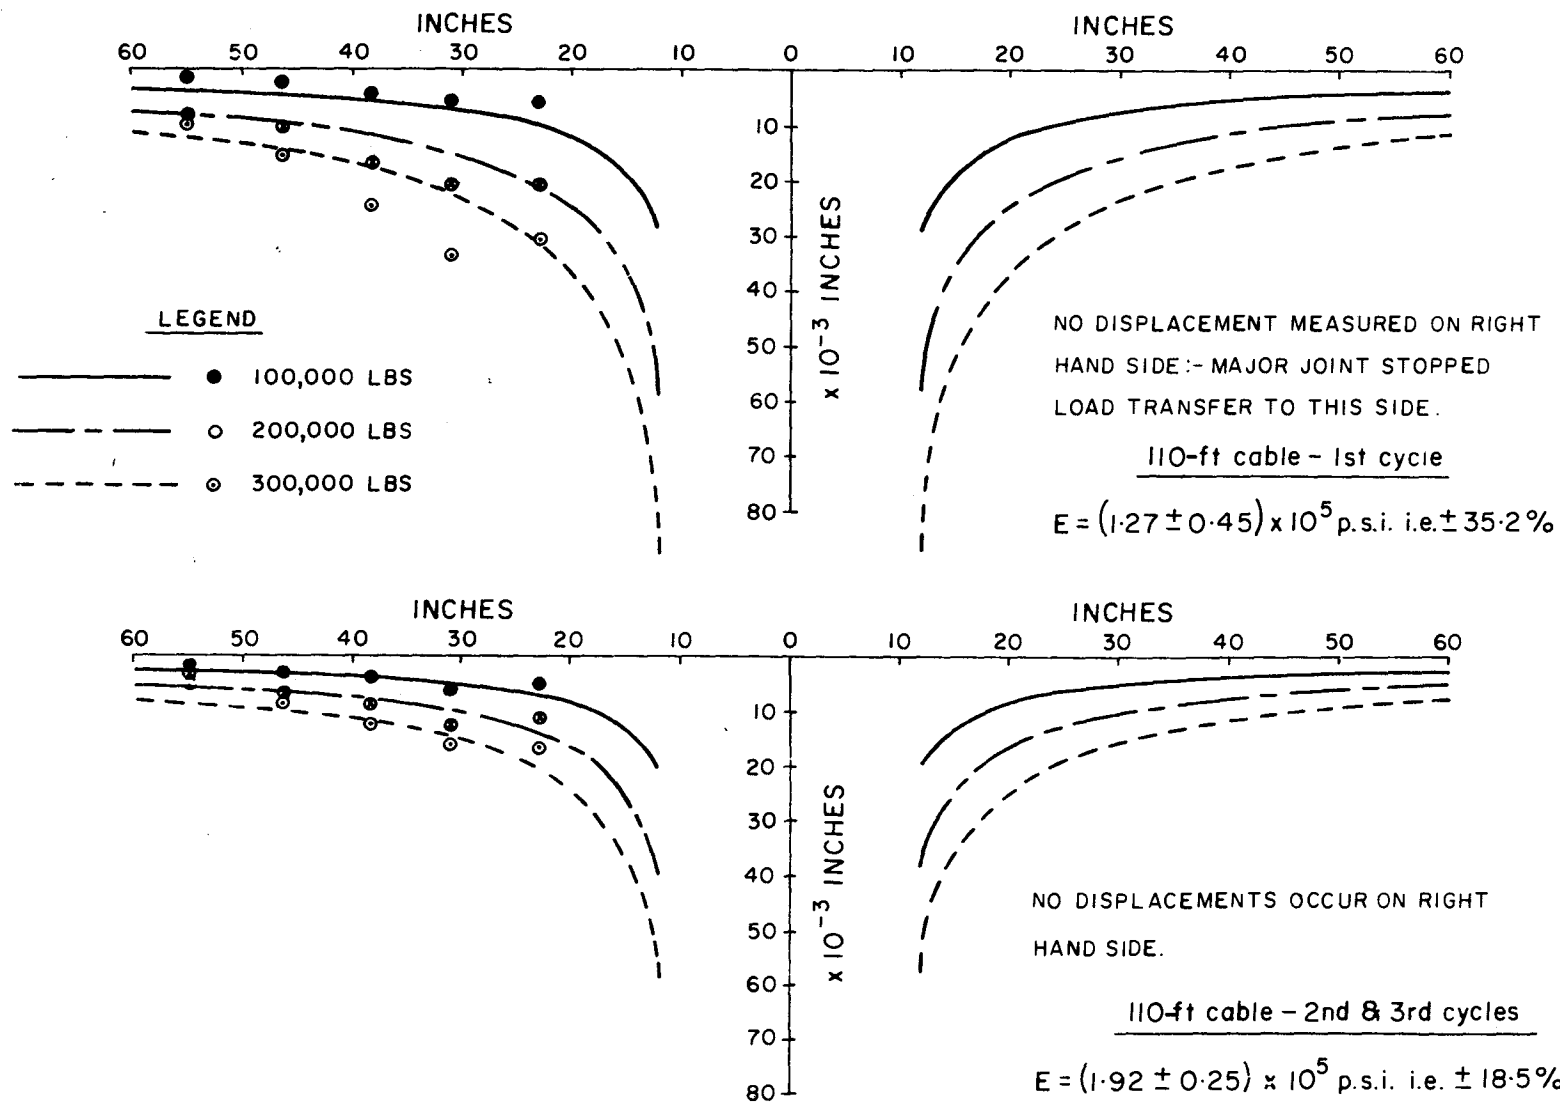 INCHES INCHES
60 50 40 30 20 10 0 10 20 30 40 50 60
10
20
30
40
50
60
70
80
x 10⁻³ INCHES
LEGEND
100,000 LBS
200,000 LBS
300,000 LBS
NO DISPLACEMENT MEASURED ON RIGHT
HAND SIDE:- MAJOR JOINT STOPPED
LOAD TRANSFER TO THIS SIDE.
110-ft cable - 1st cycle
E = (1·27 ± 0·45) x 10⁵ p.s.i. i.e. ± 35·2%
INCHES INCHES
60 50 40 30 20 10 0 10 20 30 40 50 60
10
20
30
40
50
60
70
80
x 10⁻³ INCHES
NO DISPLACEMENTS OCCUR ON RIGHT
HAND SIDE.
110-ft cable - 2nd & 3rd cycles
E = (1·92 ± 0·25) x 10⁵ p.s.i. i.e. ± 18·5%